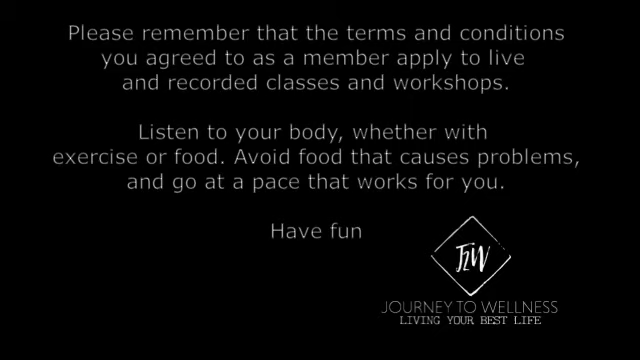 Please remember that the terms and conditions
you agreed to as a member apply to live
and recorded classes and workshops.
Listen to your body, whether with
exercise or food. Avoid food that causes problems,
and go at a pace that works for you.
Have fun
J2W
JOURNEY TO WELLNESS
LIVING YOUR BEST LIFE